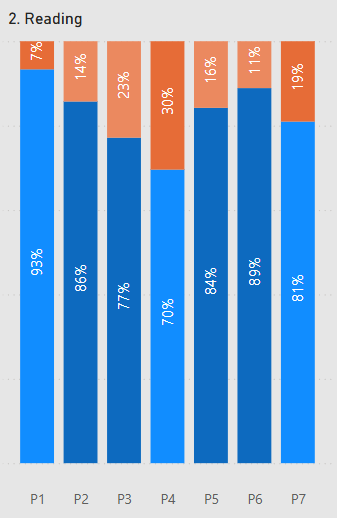 2. Reading
7% 14% 23% 30% 16% 11% 19%
93% 86% 77% 70% 84% 89% 81%
P1 P2 P3 P4 P5 P6 P7